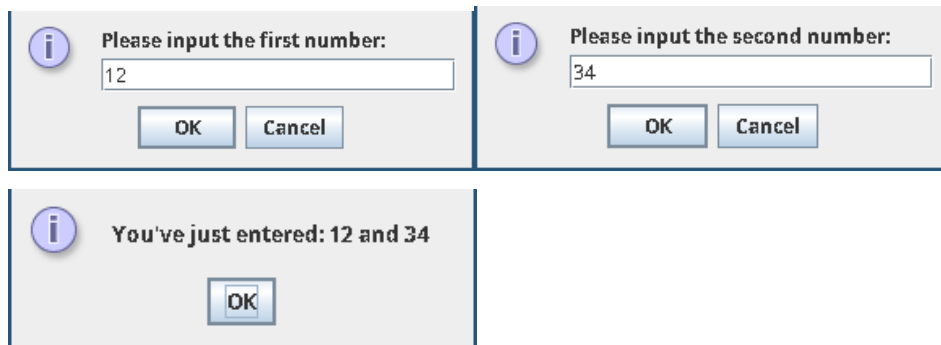 Please input the first number:
12
OK Cancel
Please input the second number:
34
OK Cancel
You've just entered: 12 and 34
OK